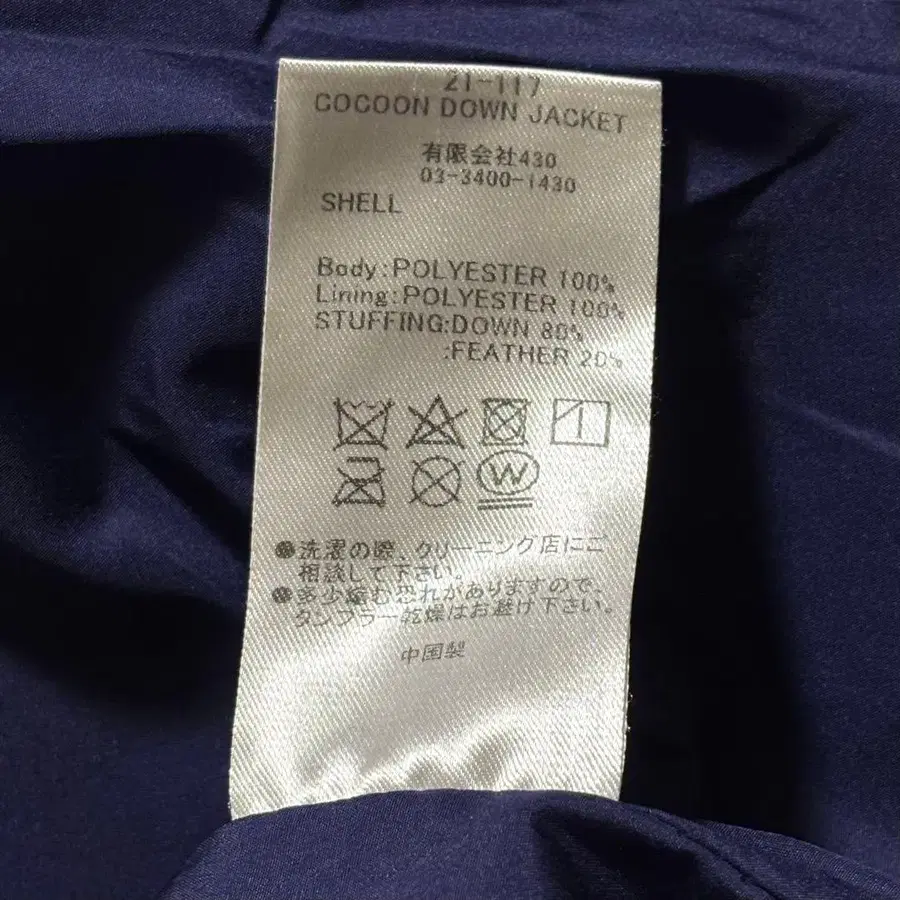 21-117
COCOON DOWN JACKET
有限会社430
03-3400-1430
SHELL
Body:POLYESTER 100%
Lining:POLYESTER 100%
STUFFING:DOWN 80%
:FEATHER 20%
W
●洗濯の際、クリーニング店にご
相談して下さい。
●多少縮む恐れがありますので、
タンブラー乾燥はお避け下さい。
中国製